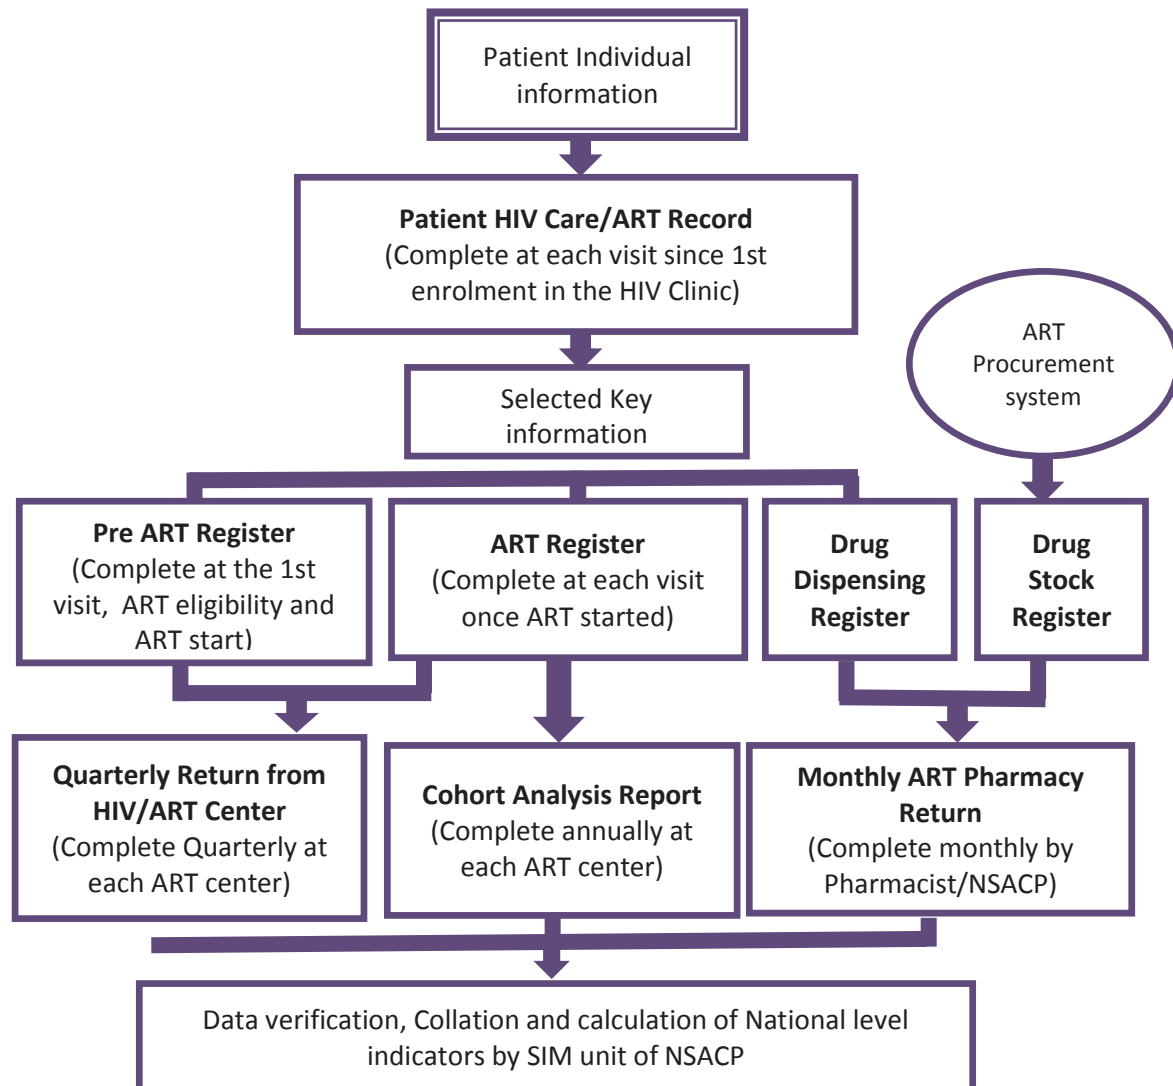 Patient Individual
information
Patient HIV Care/ART Record
(Complete at each visit since 1st
enrolment in the HIV Clinic)
ART
Procurement
system
Selected Key
information
Pre ART Register
(Complete at the 1st
visit, ART eligibility and
ART start)
ART Register
(Complete at each visit
once ART started)
Drug
Dispensing
Register
Drug
Stock
Register
Quarterly Return from
HIV/ART Center
(Complete Quarterly at
each ART center)
Cohort Analysis Report
(Complete annually at
each ART center)
Monthly ART Pharmacy
Return
(Complete monthly by
Pharmacist/NSACP)
Data verification, Collation and calculation of National level
indicators by SIM unit of NSACP